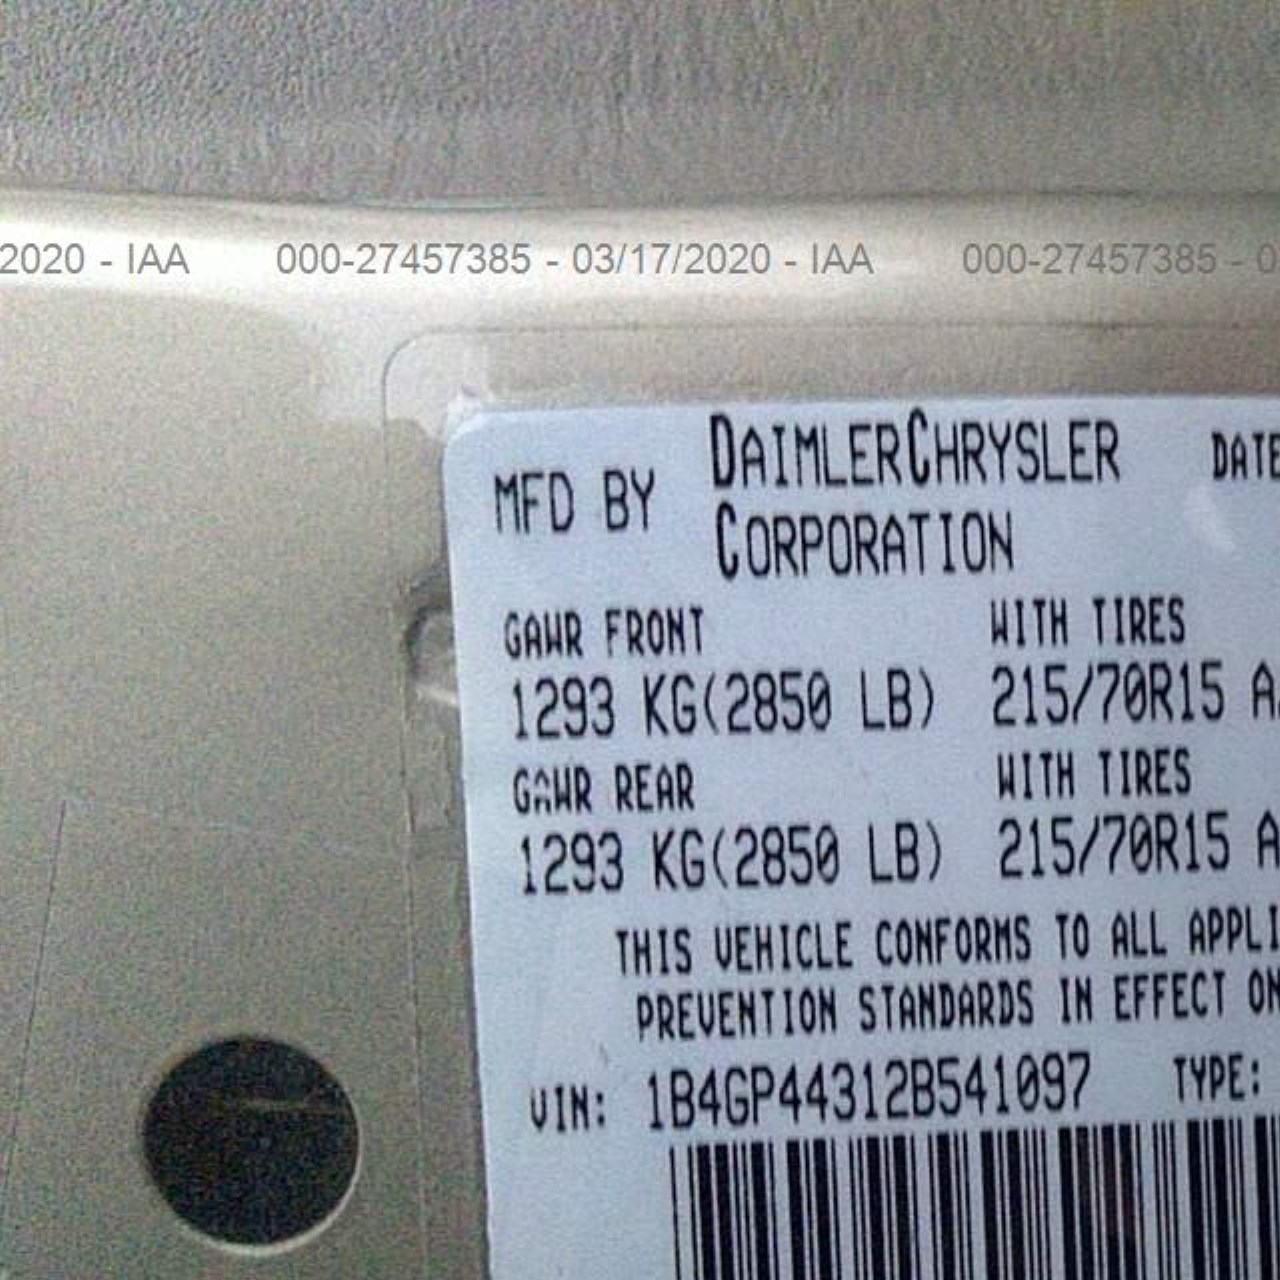 2020 - IAA 000-27457385 - 03/17/2020 - IAA 000-27457385 - 0
MFD BY DAIMLERCHRYSLER CORPORATION DATE
GAWR FRONT WITH TIRES
1293 KG(2850 LB) 215/70R15 A
GAWR REAR WITH TIRES
1293 KG(2850 LB) 215/70R15 A
THIS VEHICLE CONFORMS TO ALL APPLI
PREVENTION STANDARDS IN EFFECT ON
VIN: 1B4GP44312B541097 TYPE: